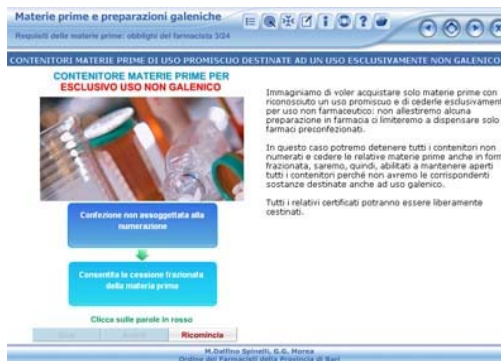 Materie prime e preparazioni galeniche
Requisiti delle materie prime: obblighi del farmacista 3/24
CONTENITORI MATERIE PRIME DI USO PROMISCUO DESTINATE AD UN USO ESCLUSIVAMENTE NON GALENICO
CONTENITORE MATERIE PRIME PER
ESCLUSIVO USO NON GALENICO
Immaginiamo di voler acquistare solo materie prime con
riconosciuto un uso promiscuo e di cederle esclusivamen
per uso non farmaceutico: non allestiremo alcuna
preparazione in farmacia ci limiteremo a dispensare solo
farmaci preconfezionati.
In questo caso potremo detenere tutti i contenitori non
numerati e cedere le relative materie prime anche in form
frazionata, saremo, quindi, abilitati a mantenere aperti
tutti i contenitori perché non avremo le corrispondenti
sostanze destinate anche ad uso galenico.
Tutti i relativi certificati potranno essere liberamente
cestinati.
Confezione non assoggettata alla
numerazione
Consentita la cessione frazionata
della materia prima
Clicca sulle parole in rosso
Ricomincia
M.Dalfino Spinelli, G.G. Morea
Ordine dei Farmacisti della Provincia di Bari